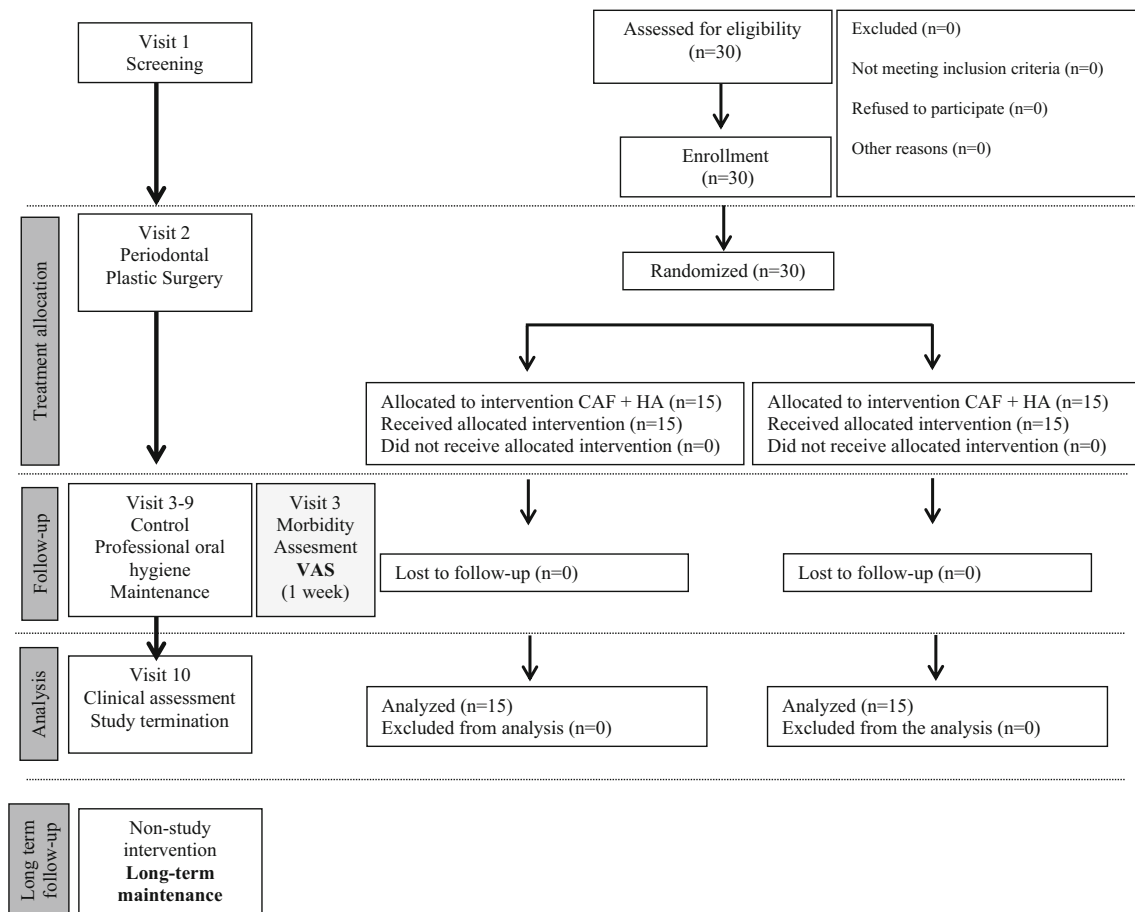 Visit 1
Screening
Assessed for eligibility
(n=30)
Excluded (n=0)
Not meeting inclusion criteria (n=0)
Refused to participate (n=0)
Other reasons (n=0)
Enrollment
(n=30)
Treatment allocation
Visit 2
Periodontal
Plastic Surgery
Randomized (n=30)
Allocated to intervention CAF + HA (n=15)
Received allocated intervention (n=15)
Did not receive allocated intervention (n=0)
Allocated to intervention CAF + HA (n=15)
Received allocated intervention (n=15)
Did not receive allocated intervention (n=0)
Follow-up
Visit 3-9
Control
Professional oral
hygiene
Maintenance
Visit 3
Morbidity
Assesment
VAS
(1 week)
Lost to follow-up (n=0)
Lost to follow-up (n=0)
Analysis
Visit 10
Clinical assessment
Study termination
Analyzed (n=15)
Excluded from analysis (n=0)
Analyzed (n=15)
Excluded from the analysis (n=0)
Long term
follow-up
Non-study
intervention
Long-term
maintenance